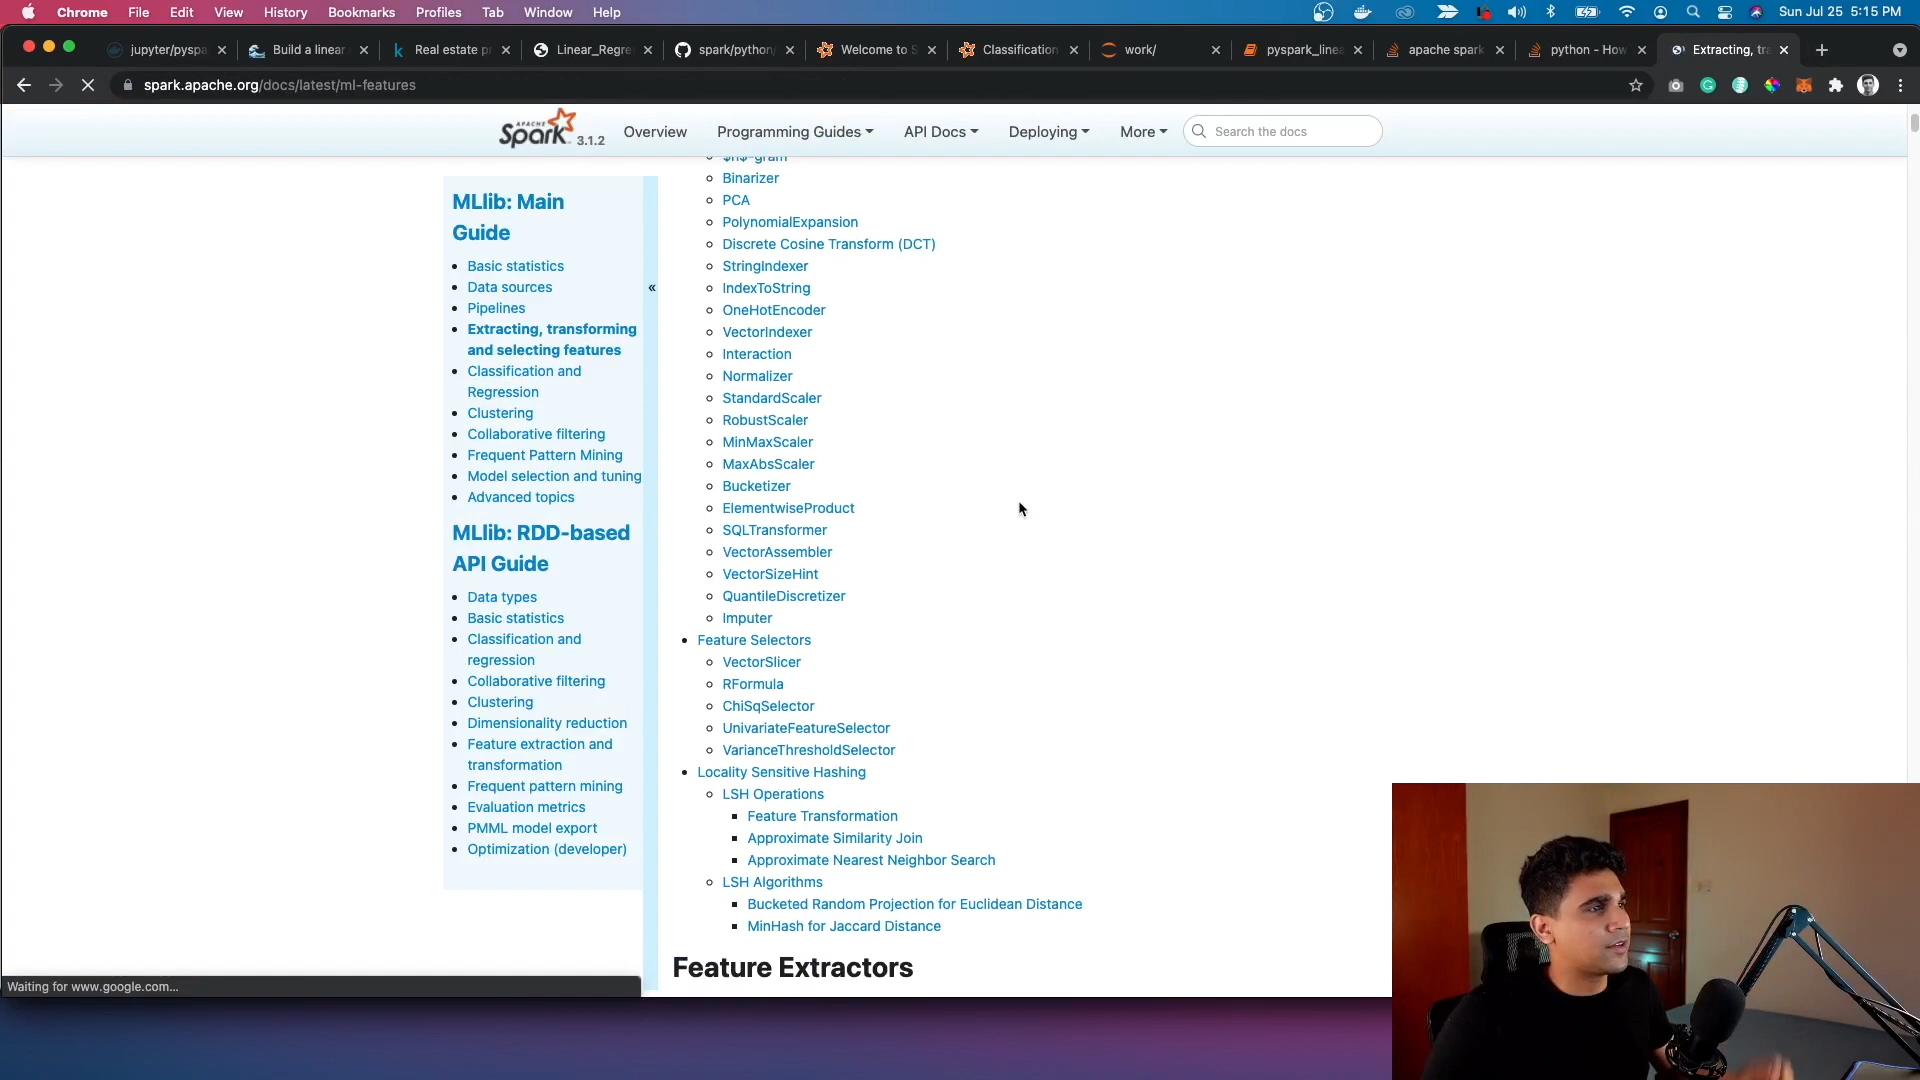 Chrome File Edit View History Bookmarks Profiles Tab Window Help
Sun Jul 25 5:15 PM
jupyter/pyspa
Build a linear
Real estate p
Linear_Regre
spark/python
Welcome to S
Classification
work/
pyspark_linea
apache spark
python - How
Extracting, tra
spark.apache.org/docs/latest/ml-features
APACHE Spark 3.1.2
Overview
Programming Guides
API Docs
Deploying
More
Search the docs
MLlib: Main
Guide
Basic statistics
Data sources
Pipelines
Extracting, transforming
and selecting features
Classification and
Regression
Clustering
Collaborative filtering
Frequent Pattern Mining
Model selection and tuning
Advanced topics
MLlib: RDD-based
API Guide
Data types
Basic statistics
Classification and
regression
Collaborative filtering
Clustering
Dimensionality reduction
Feature extraction and
transformation
Frequent pattern mining
Evaluation metrics
PMML model export
Optimization (developer)
«
$n$-gram
Binarizer
PCA
PolynomialExpansion
Discrete Cosine Transform (DCT)
StringIndexer
IndexToString
OneHotEncoder
VectorIndexer
Interaction
Normalizer
StandardScaler
RobustScaler
MinMaxScaler
MaxAbsScaler
Bucketizer
ElementwiseProduct
SQLTransformer
VectorAssembler
VectorSizeHint
QuantileDiscretizer
Imputer
Feature Selectors
VectorSlicer
RFormula
ChiSqSelector
UnivariateFeatureSelector
VarianceThresholdSelector
Locality Sensitive Hashing
LSH Operations
Feature Transformation
Approximate Similarity Join
Approximate Nearest Neighbor Search
LSH Algorithms
Bucketed Random Projection for Euclidean Distance
MinHash for Jaccard Distance
Feature Extractors
Waiting for www.google.com...